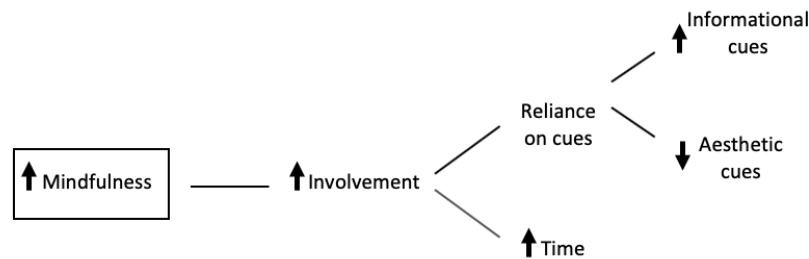 Informational
cues
Reliance
on cues
Aesthetic
cues
Mindfulness
Involvement
Time